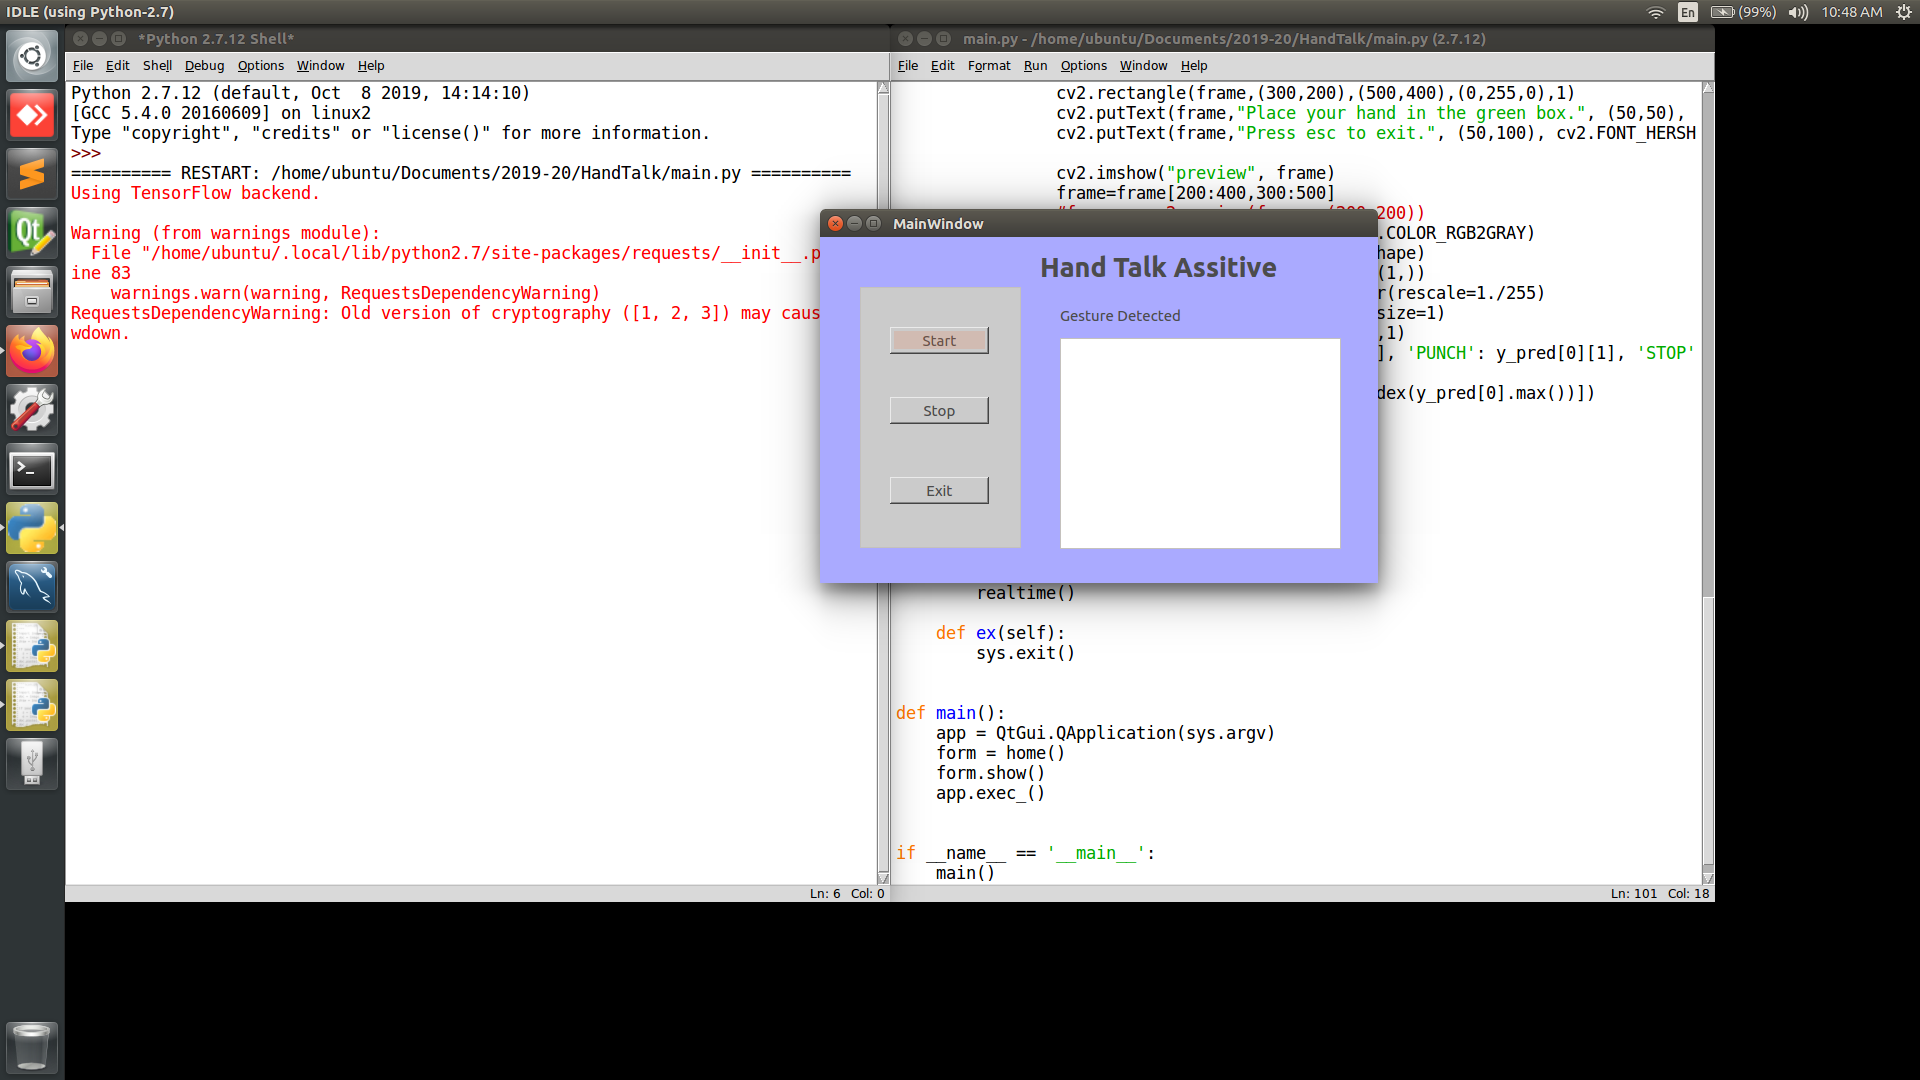 IDLE (using Python-2.7)
En
(99%)
10:48 AM
*Python 2.7.12 Shell*
File Edit Shell Debug Options Window Help
Python 2.7.12 (default, Oct  8 2019, 14:14:10)
[GCC 5.4.0 20160609] on linux2
Type "copyright", "credits" or "license()" for more information.
>>>
========== RESTART: /home/ubuntu/Documents/2019-20/HandTalk/main.py ==========
Using TensorFlow backend.
Warning (from warnings module):
  File "/home/ubuntu/.local/lib/python2.7/site-packages/requests/__init__.p
ine 83
    warnings.warn(warning, RequestsDependencyWarning)
RequestsDependencyWarning: Old version of cryptography ([1, 2, 3]) may caus
wdown.
Ln: 6 Col: 0
main.py - /home/ubuntu/Documents/2019-20/HandTalk/main.py (2.7.12)
File Edit Format Run Options Window Help
cv2.rectangle(frame,(300,200),(500,400),(0,255,0),1)
cv2.putText(frame,"Place your hand in the green box.", (50,50),
cv2.putText(frame,"Press esc to exit.", (50,100), cv2.FONT_HERSH
cv2.imshow("preview", frame)
frame=frame[200:400,300:500]
200))
.COLOR_RGB2GRAY)
hape)
(1,))
r(rescale=1./255)
size=1)
,1)
], 'PUNCH': y_pred[0][1], 'STOP'
dex(y_pred[0].max())])
realtime()
def ex(self):
sys.exit()
def main():
app = QtGui.QApplication(sys.argv)
form = home()
form.show()
app.exec_()
if __name__ == '__main__':
main()
Ln: 101 Col: 18
MainWindow
Hand Talk Assitive
Gesture Detected
Start
Stop
Exit
Qt